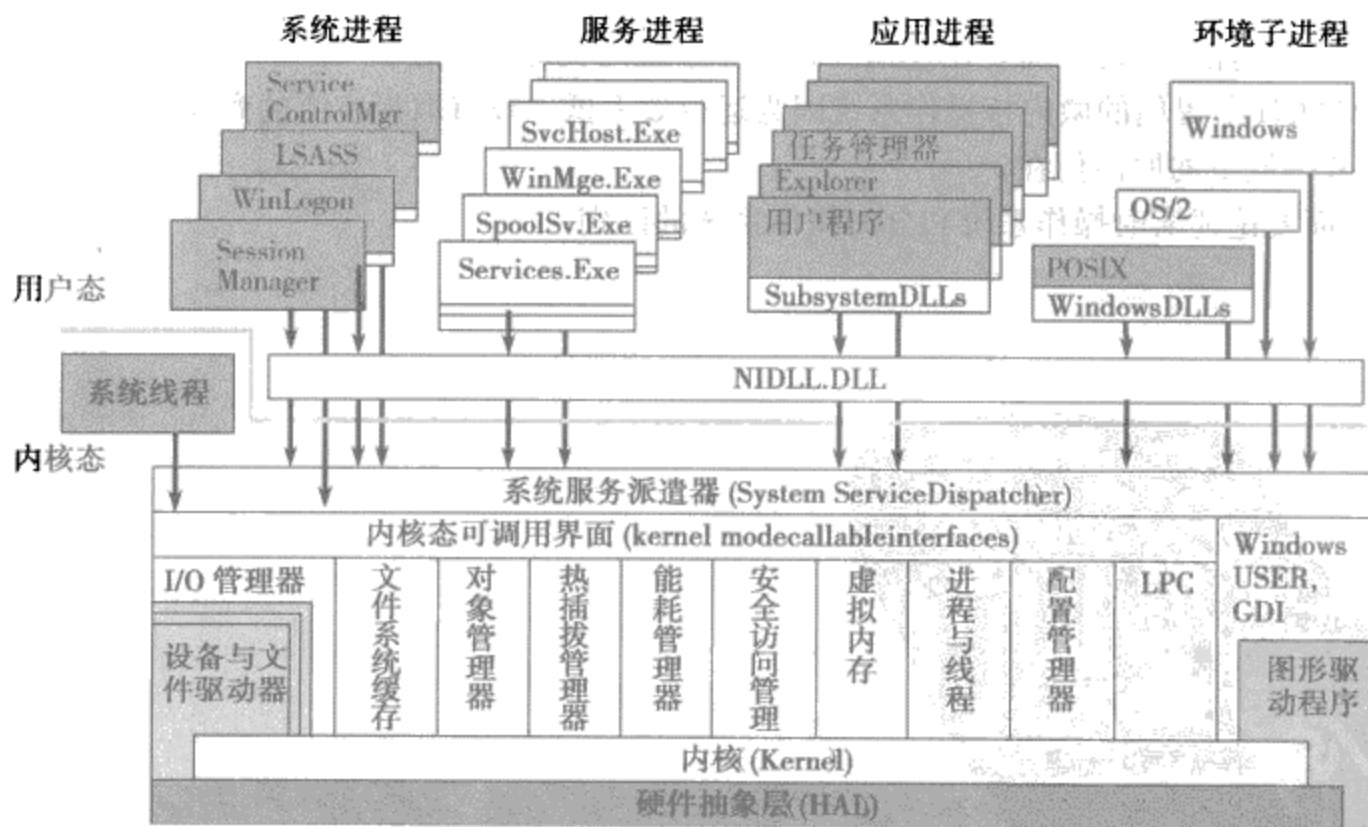 系统进程
服务进程
应用进程
环境子进程
Service
ControlMgr
LSASS
WinLogon
Session
Manager
SvcHost.Exe
WinMge.Exe
SpoolSv.Exe
Services.Exe
任务管理器
Explorer
用户程序
SubsystemDLLs
Windows
OS/2
POSIX
WindowsDLLs
用户态
NIDLL.DLL
系统线程
内核态
系统服务派遣器 (System ServiceDispatcher)
内核态可调用界面 (kernel modecallableinterfaces)
I/O 管理器
设备与文
件驱动器
文件系统缓存
对象管理器
热插拔管理器
能耗管理器
安全访问管理
虚拟内存
进程与线程
配置管理器
LPC
Windows
USER,
GDI
图形驱
动程序
内核 (Kernel)
硬件抽象层 (HAL)